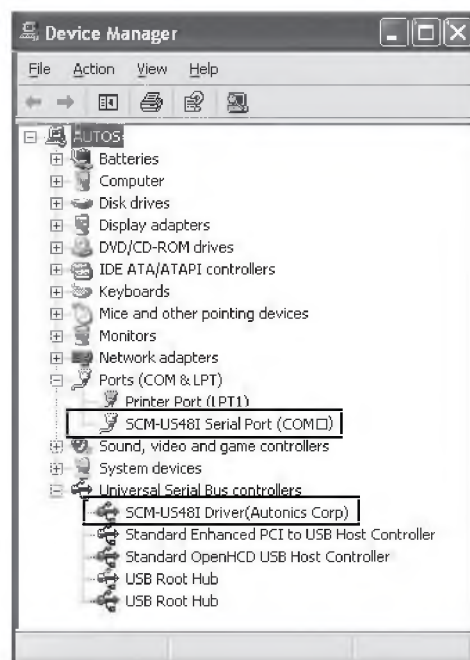 Device Manager
File Action View Help
AUTOS
Batteries
Computer
Disk drives
Display adapters
DVD/CD-ROM drives
IDE ATA/ATAPI controllers
Keyboards
Mice and other pointing devices
Monitors
Network adapters
Ports (COM & LPT)
Printer Port (LPT1)
SCM-US48I Serial Port (COM□)
Sound, video and game controllers
System devices
Universal Serial Bus controllers
SCM-US48I Driver(Autonics Corp)
Standard Enhanced PCI to USB Host Controller
Standard OpenHCD USB Host Controller
USB Root Hub
USB Root Hub